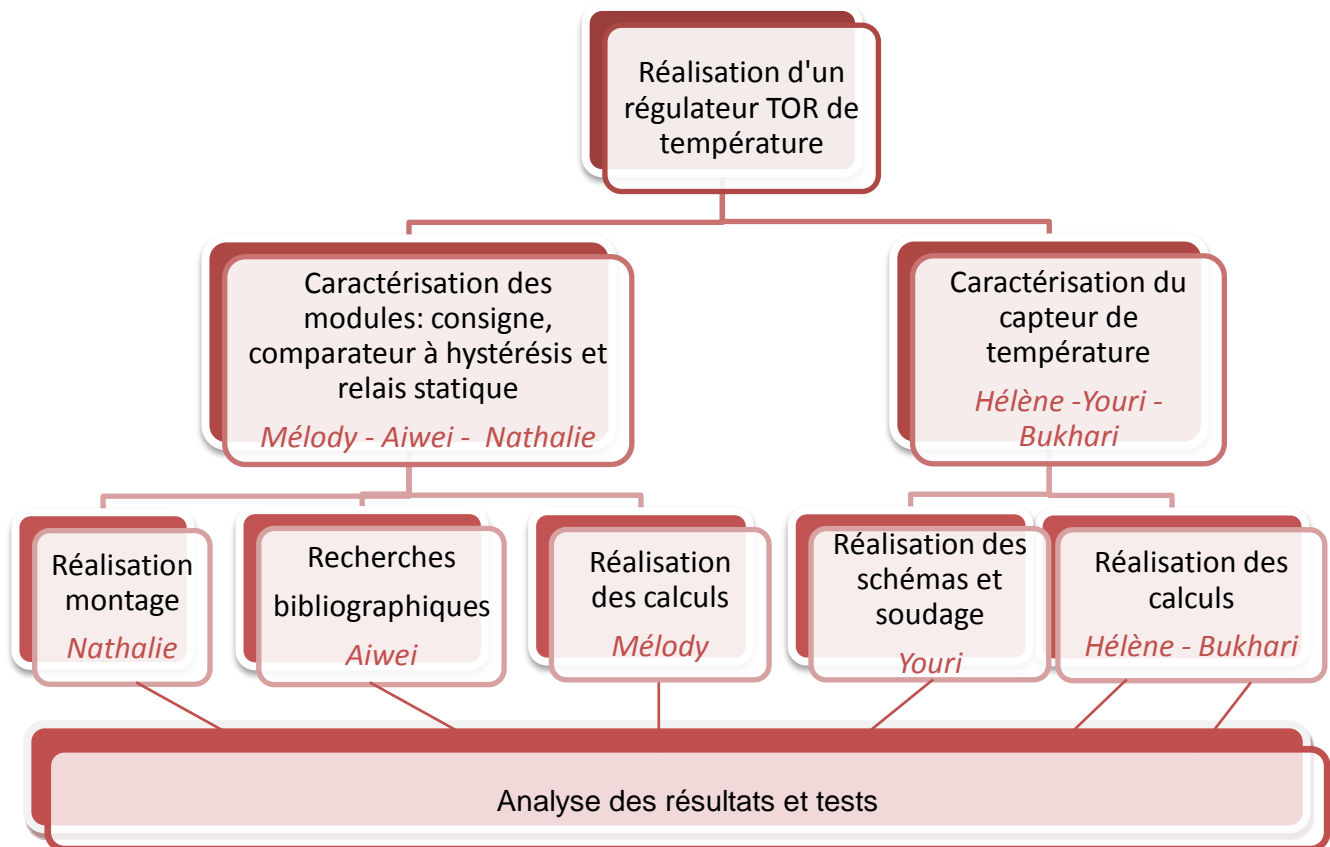 Réalisation d'un
régulateur TOR de
température
Caractérisation des
modules: consigne,
comparateur à hystérésis et
relais statique
Mélody - Aiwei - Nathalie
Caractérisation du
capteur de
température
Hélène -Youri -
Bukhari
Réalisation
montage
Nathalie
Recherches
bibliographiques
Aiwei
Réalisation
des calculs
Mélody
Réalisation des
schémas et
soudage
Youri
Réalisation des
calculs
Hélène - Bukhari
Analyse des résultats et tests